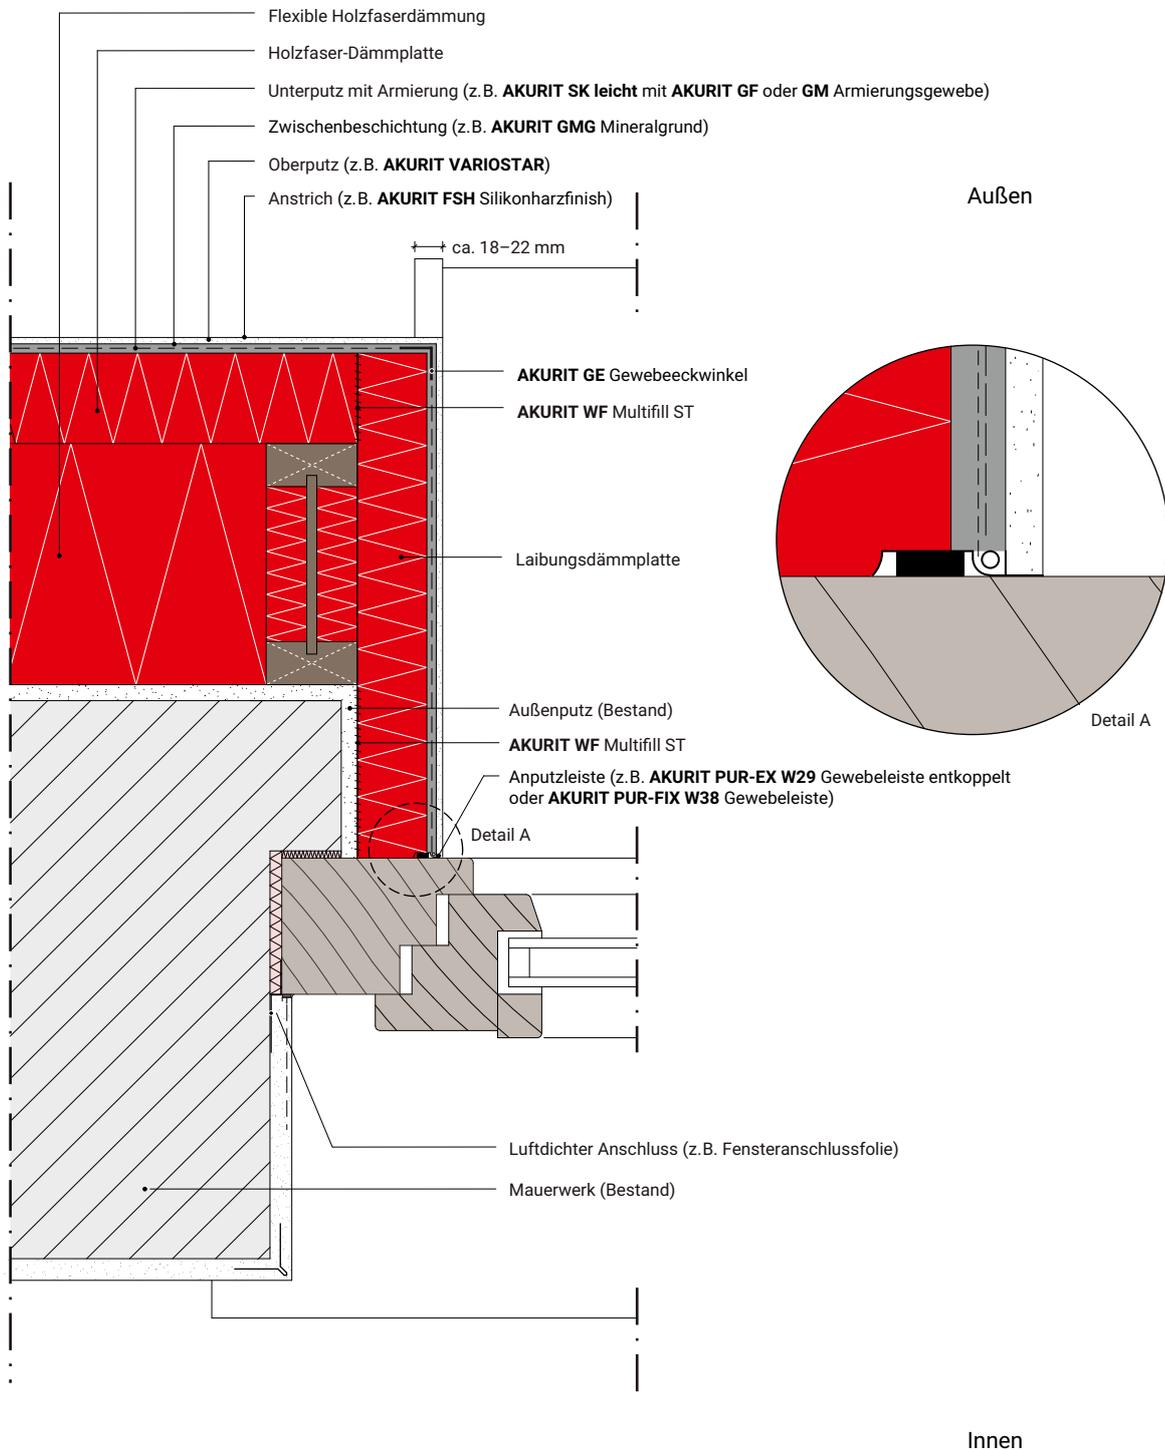 Flexible Holzfaserdämmung
Holzfaser-Dämmplatte
Unterputz mit Armierung (z.B. AKURIT SK leicht mit AKURIT GF oder GM Armierungsgewebe)
Zwischenbeschichtung (z.B. AKURIT GMG Mineralgrund)
Oberputz (z.B. AKURIT VARIOSTAR)
Anstrich (z.B. AKURIT FSH Silikonharzfinish)
Außen
ca. 18–22 mm
AKURIT GE Gewebeeckwinkel
AKURIT WF Multifill ST
Laibungsdämmplatte
Außenputz (Bestand)
Detail A
AKURIT WF Multifill ST
Anputzleiste (z.B. AKURIT PUR-EX W29 Gewebeleiste entkoppelt
oder AKURIT PUR-FIX W38 Gewebeleiste)
Detail A
Luftdichter Anschluss (z.B. Fensteranschlussfolie)
Mauerwerk (Bestand)
Innen